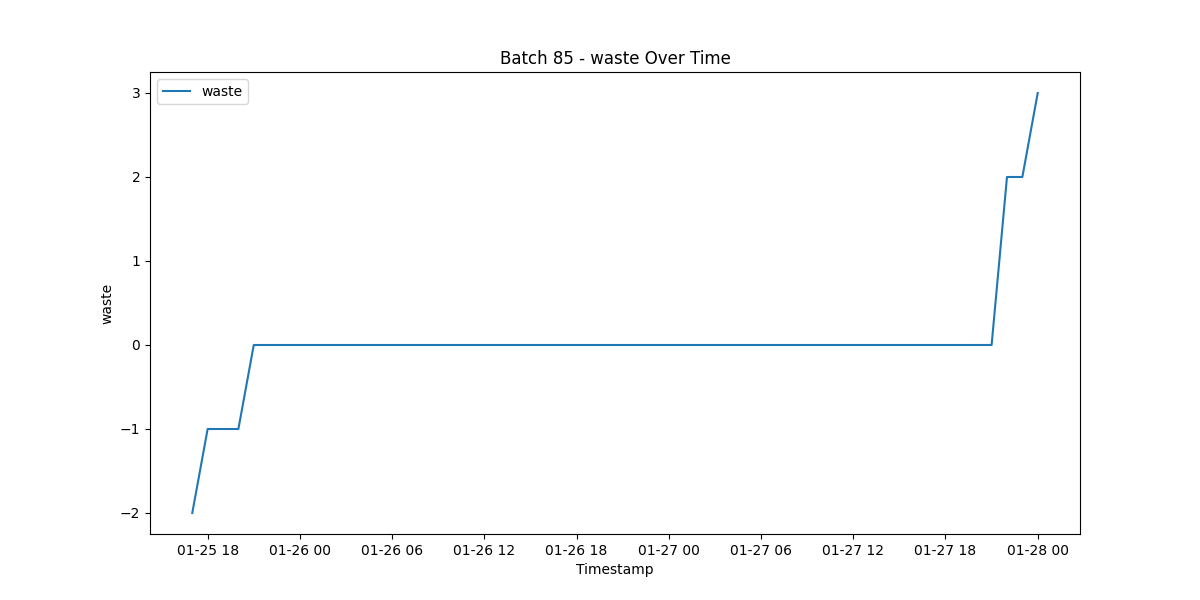 Batch 85 - waste Over Time
waste
3
2
1
0
−1
−2
waste
01-25 18 01-26 00 01-26 06 01-26 12 01-26 18 01-27 00 01-27 06 01-27 12 01-27 18 01-28 00
Timestamp